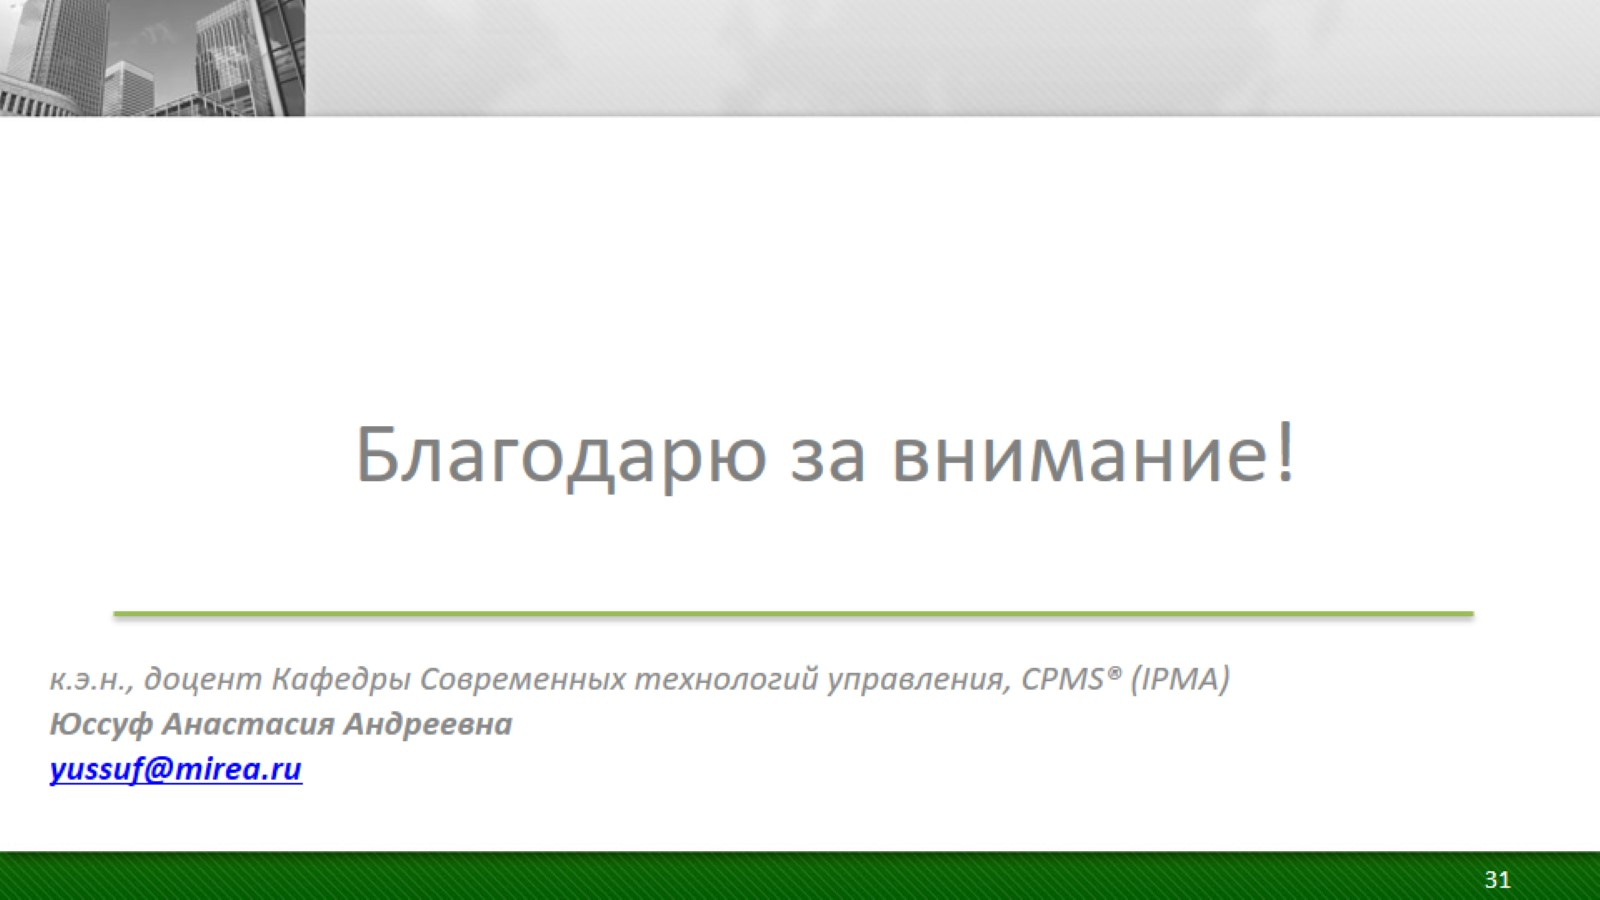 Благодарю за внимание!
к.э.н., доцент Кафедры Современных технологий управления, CPMS® (IPMA)
Юссуф Анастасия Андреевна
yussuf@mirea.ru
31